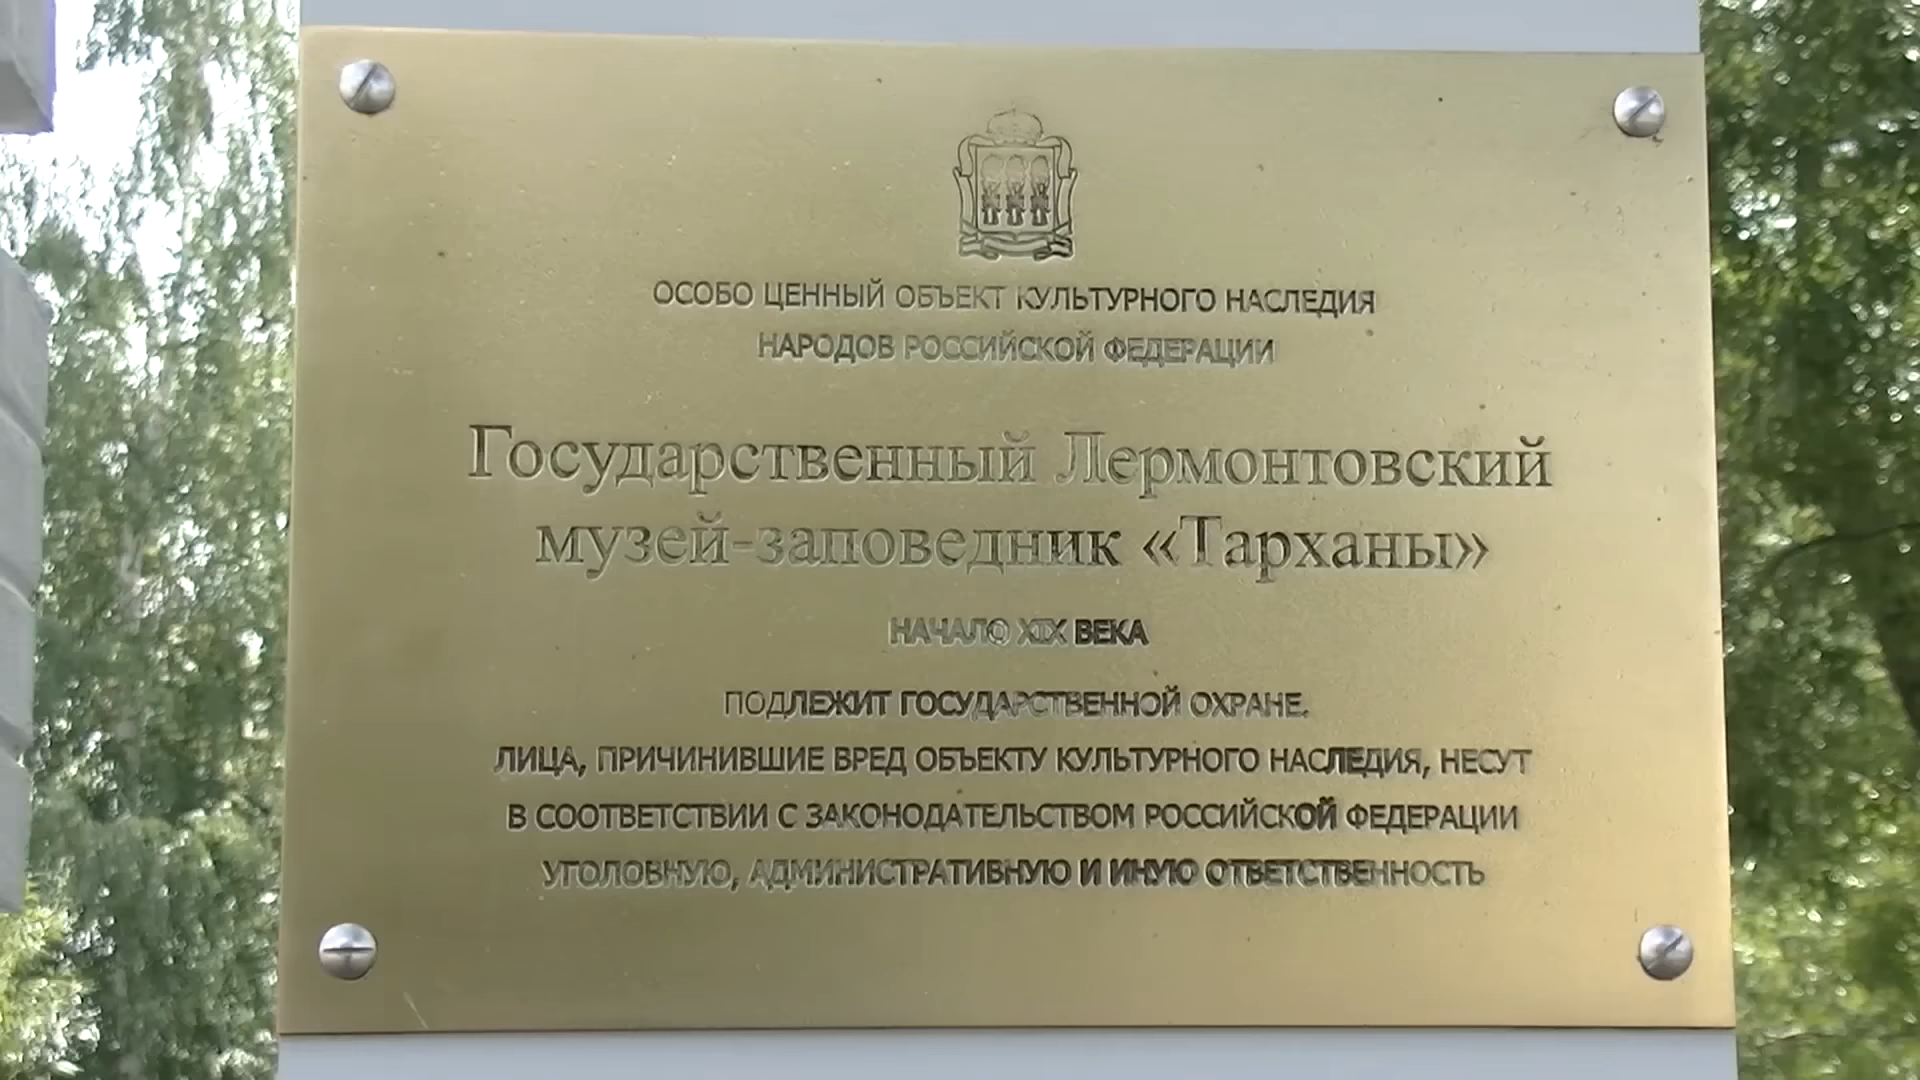 ОСОБО ЦЕННЫЙ ОБЪЕКТ КУЛЬТУРНОГО НАСЛЕДИЯ
НАРОДОВ РОССИЙСКОЙ ФЕДЕРАЦИИ
Государственный Лермонтовский
музей-заповедник «Тарханы»
НАЧАЛО XIX ВЕКА
ПОДЛЕЖИТ ГОСУДАРСТВЕННОЙ ОХРАНЕ.
ЛИЦА, ПРИЧИНИВШИЕ ВРЕД ОБЪЕКТУ КУЛЬТУРНОГО НАСЛЕДИЯ, НЕСУТ
В СООТВЕТСТВИИ С ЗАКОНОДАТЕЛЬСТВОМ РОССИЙСКОЙ ФЕДЕРАЦИИ
УГОЛОВНУЮ, АДМИНИСТРАТИВНУЮ И ИНУЮ ОТВЕТСТВЕННОСТЬ